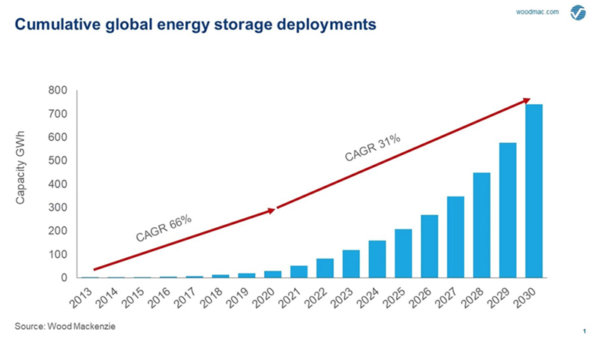 woodmac.com
Cumulative global energy storage deployments
Capacity GWh
800
700
600
500
400
300
200
100
0
CAGR 66%
CAGR 31%
2013 2014 2015 2016 2017 2018 2019 2020 2021 2022 2023 2024 2025 2026 2027 2028 2029 2030
Source: Wood Mackenzie
1